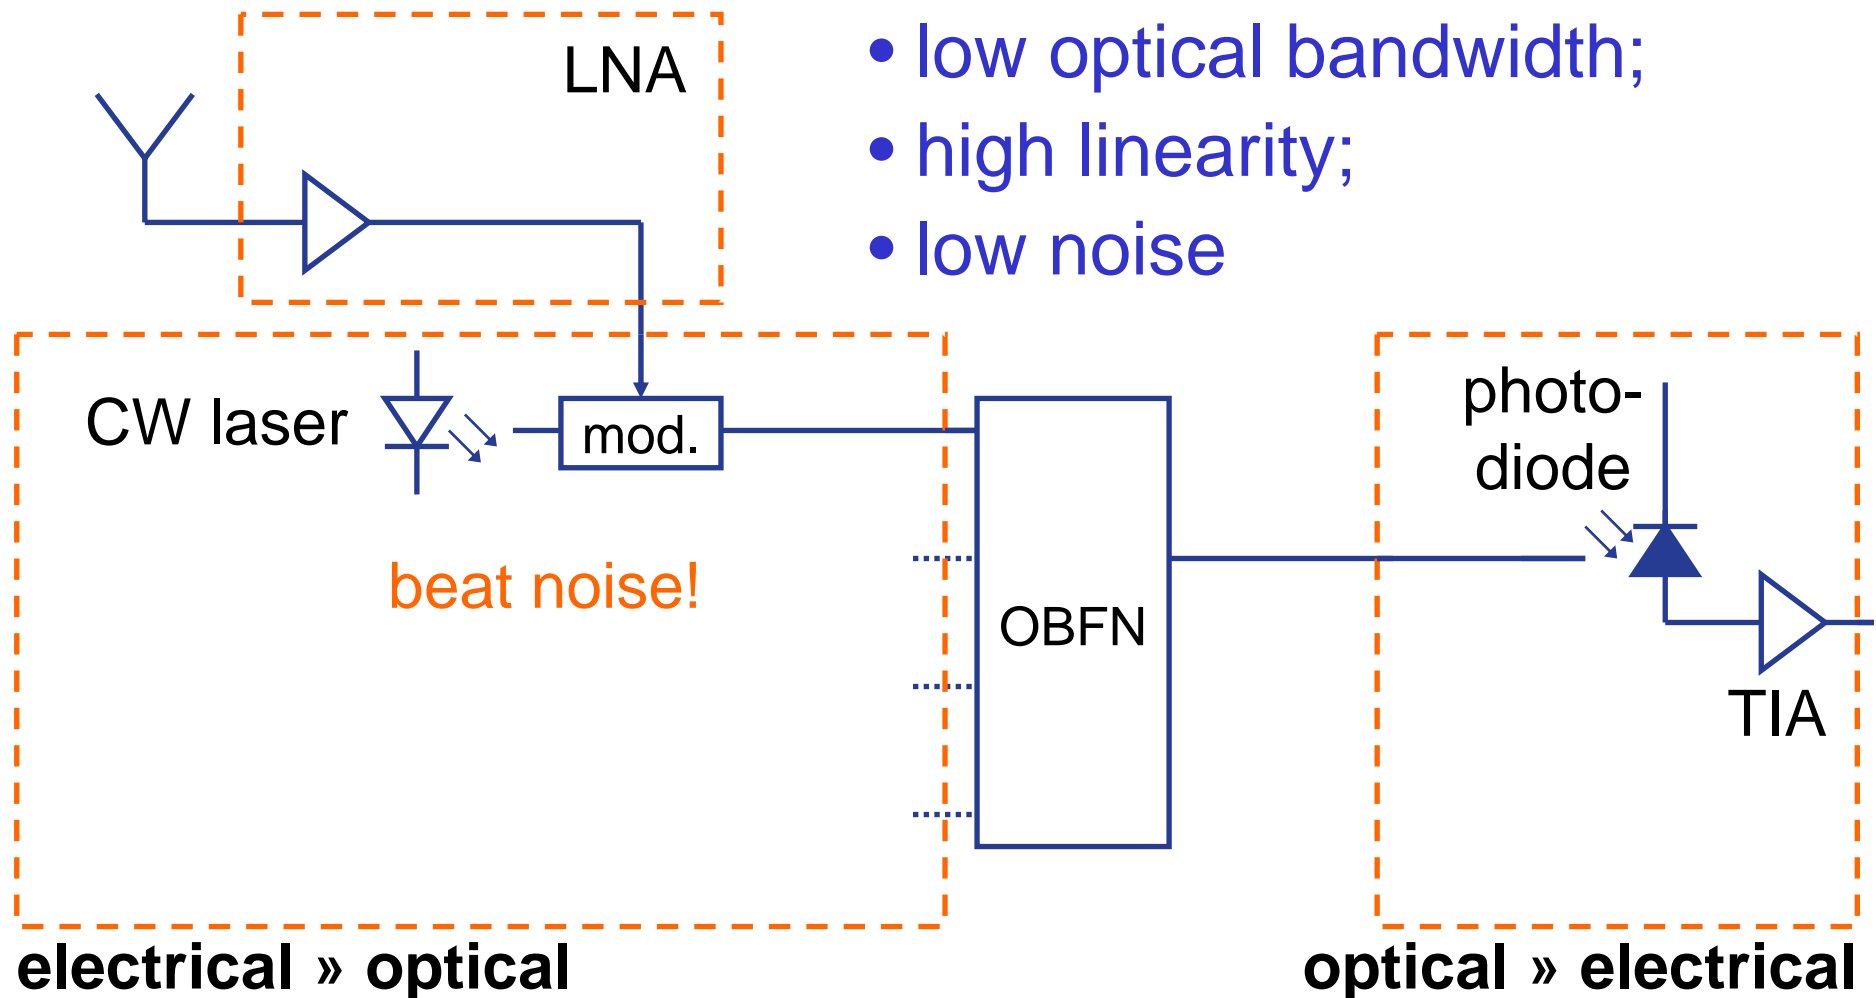 LNA
• low optical bandwidth;
• high linearity;
• low noise
CW laser
mod.
beat noise!
OBFN
photo-
diode
TIA
electrical » optical
optical » electrical